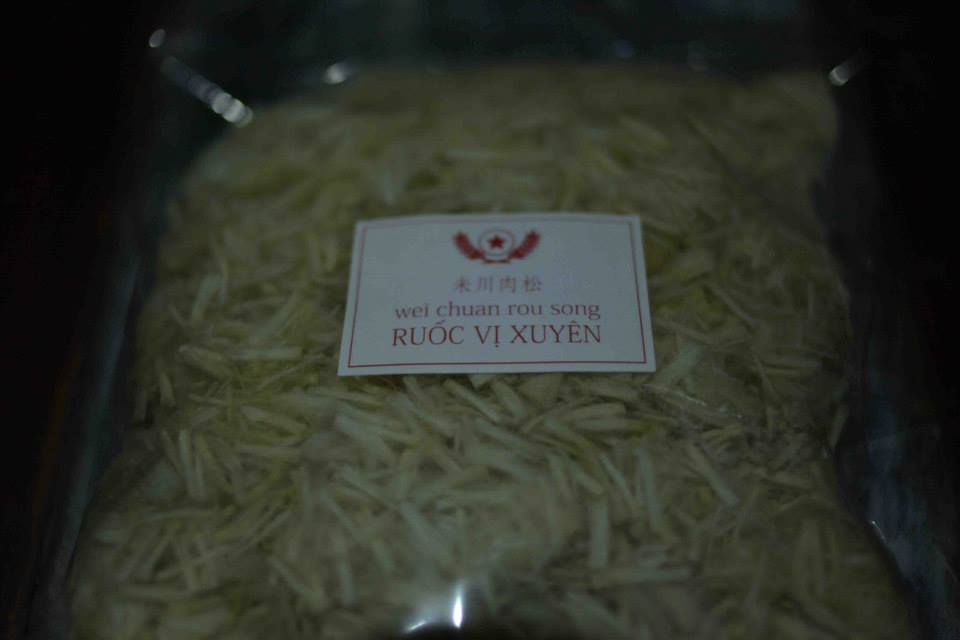 未川肉松
wei chuan rou song
RUỐC VỊ XUYÊN